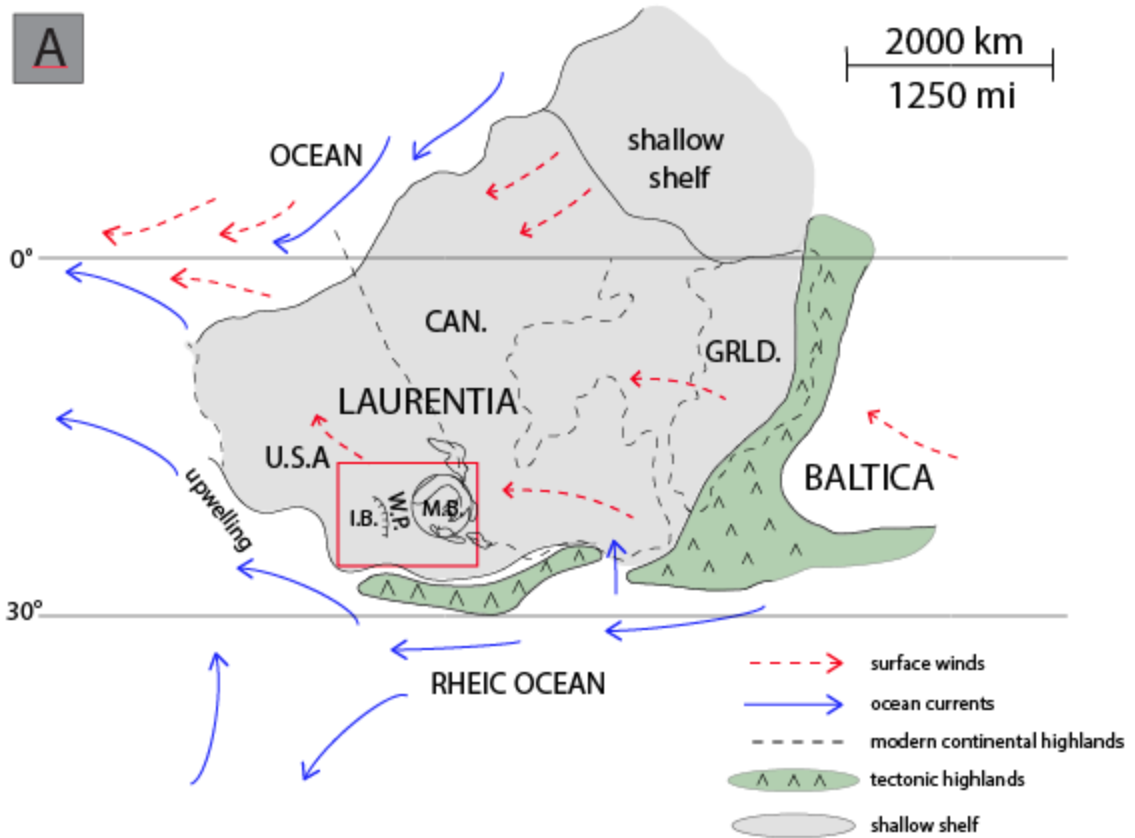 A
2000 km
1250 mi
OCEAN
shallow
shelf
0°
CAN.
GRLD.
LAURENTIA
U.S.A
BALTICA
I.B.
W.P.
M.B.
upwelling
30°
RHEIC OCEAN
surface winds
ocean currents
modern continental highlands
tectonic highlands
shallow shelf